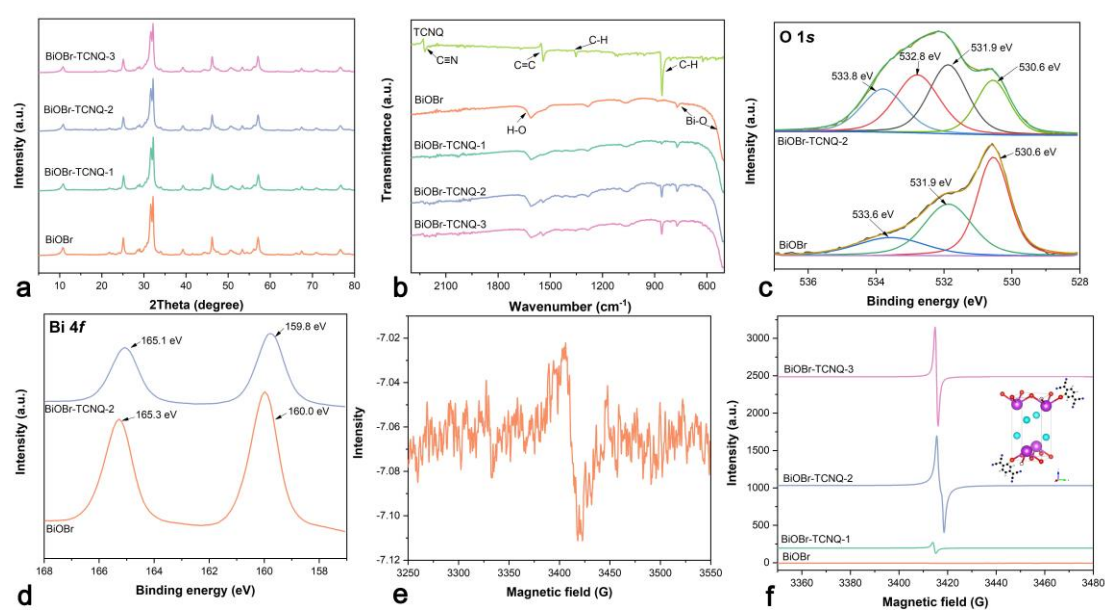 BiOBr-TCNQ-3
BiOBr-TCNQ-2
BiOBr-TCNQ-1
BiOBr
Intensity (a.u.)
10 20 30 40 50 60 70 80
2Theta (degree)
a
TCNQ
C≡N
C=C
C-H
C-H
BiOBr
H-O
Bi-O
BiOBr-TCNQ-1
BiOBr-TCNQ-2
BiOBr-TCNQ-3
Transmittance (a.u.)
2100 1800 1500 1200 900 600
Wavenumber (cm⁻¹)
b
O 1s
533.8 eV
532.8 eV
531.9 eV
530.6 eV
BiOBr-TCNQ-2
533.6 eV
531.9 eV
530.6 eV
BiOBr
Intensity (a.u.)
536 534 532 530 528
Binding energy (eV)
c
Bi 4f
165.1 eV
159.8 eV
BiOBr-TCNQ-2
165.3 eV
160.0 eV
BiOBr
Intensity (a.u.)
168 165 162 160 158
Binding energy (eV)
d
-7.02
-7.04
-7.06
-7.08
-7.10
-7.12
Intensity
3250 3300 3350 3400 3450 3500 3550
Magnetic field (G)
e
3000
2500
2000
1500
1000
500
0
Intensity (a.u.)
BiOBr-TCNQ-3
BiOBr-TCNQ-2
BiOBr-TCNQ-1
BiOBr
3360 3380 3400 3420 3440 3460 3480
Magnetic field (G)
f